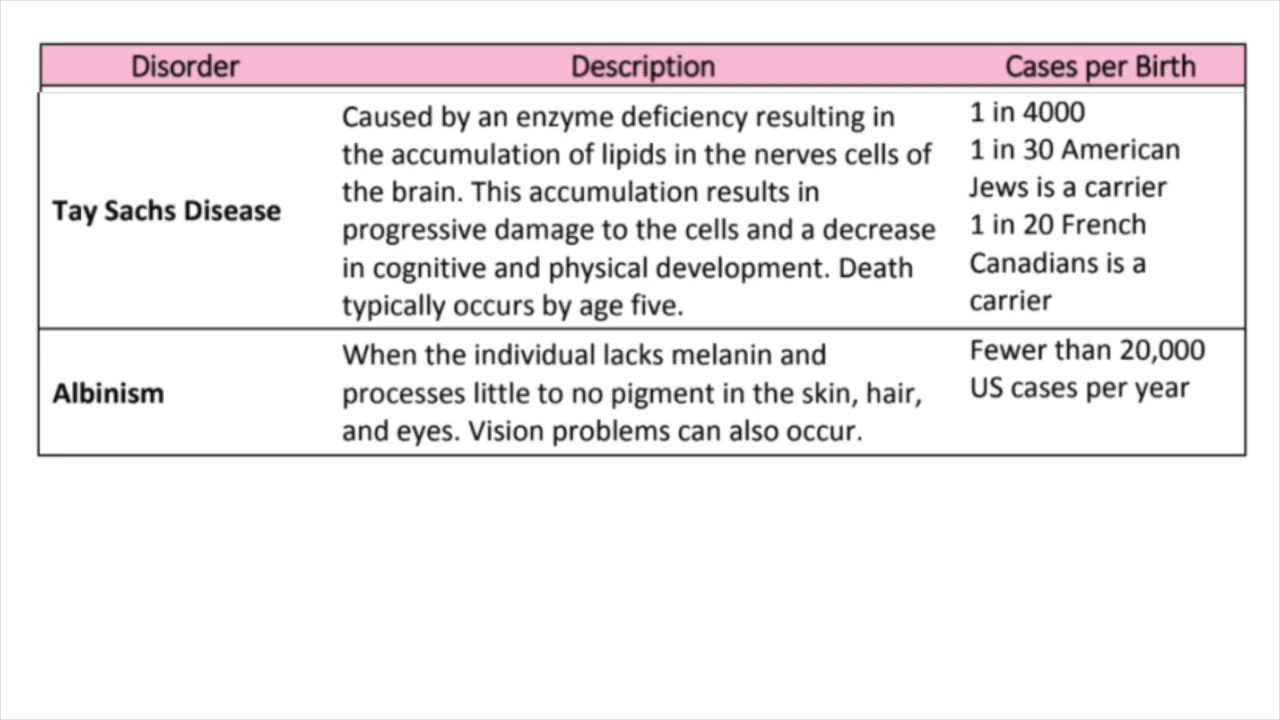 Disorder Description Cases per Birth
Tay Sachs Disease
Caused by an enzyme deficiency resulting in
the accumulation of lipids in the nerves cells of
the brain. This accumulation results in
progressive damage to the cells and a decrease
in cognitive and physical development. Death
typically occurs by age five.
1 in 4000
1 in 30 American
Jews is a carrier
1 in 20 French
Canadians is a
carrier
Albinism
When the individual lacks melanin and
processes little to no pigment in the skin, hair,
and eyes. Vision problems can also occur.
Fewer than 20,000
US cases per year